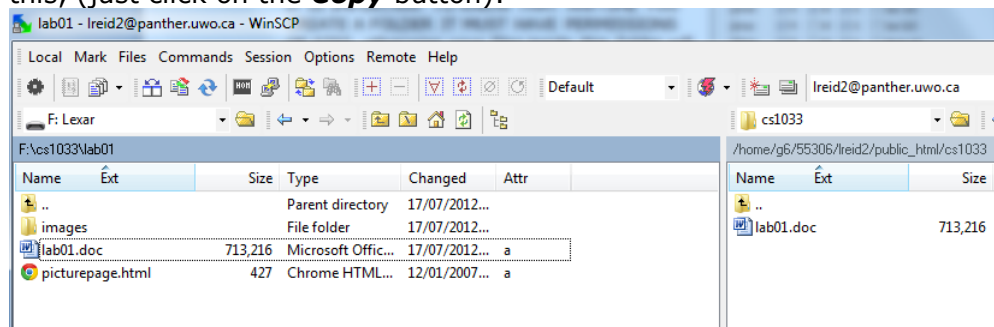 this, (just click on the Copy button).
lab01 - lreid2@panther.uwo.ca - WinSCP
Local Mark Files Commands Session Options Remote Help
Default
lreid2@panther.uwo.ca
F: Lexar
cs1033
F:\cs1033\lab01
/home/g6/55306/lreid2/public_html/cs1033
Name Ext Size Type Changed Attr
Name Ext Size
.. Parent directory 17/07/2012...
..
images File folder 17/07/2012...
lab01.doc 713,216 Microsoft Offic... 17/07/2012... a
lab01.doc 713,216
picturepage.html 427 Chrome HTML... 12/01/2007... a